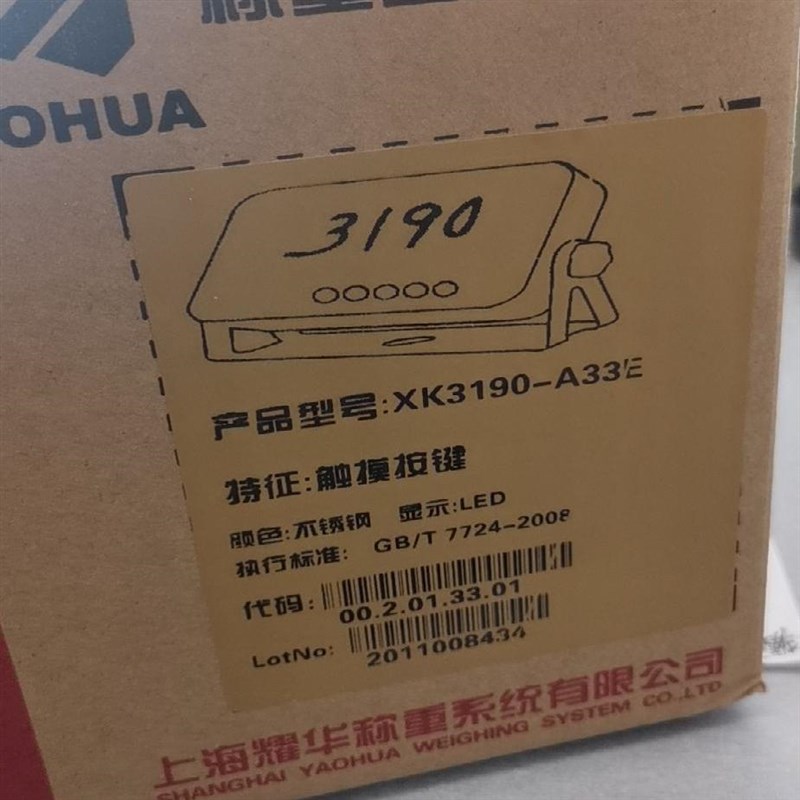 称重
OHUA
3190
产品型号:XK3190-A33E
特征:触摸按键
颜色:不锈钢 显示:LED
执行标准: GB/T 7724-2008
代码:
00.2.01.33.01
LotNo:
2011008434
上海耀华称重系统有限公司
SHANGHAI YAOHUA WEIGHING SYSTEM CO.,LTD